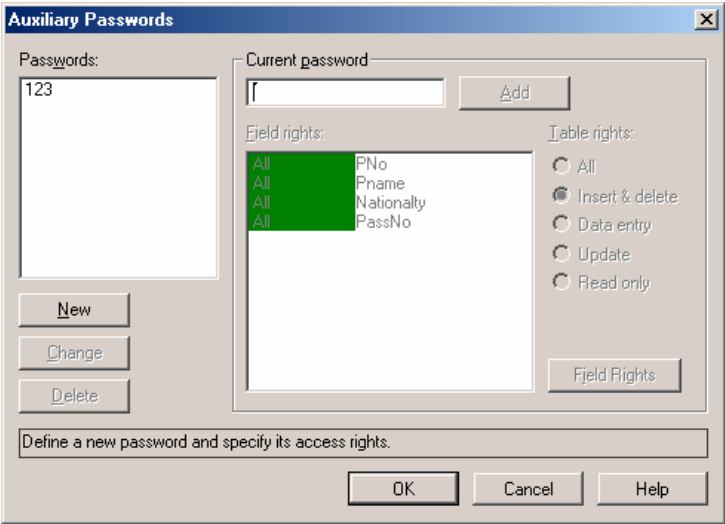 Auxiliary Passwords
Passwords:
123
New
Change
Delete
Current password
Add
Field rights:
All PNo
All Pname
All Nationalty
All PassNo
Table rights:
All
Insert & delete
Data entry
Update
Read only
Field Rights
Define a new password and specify its access rights.
OK Cancel Help